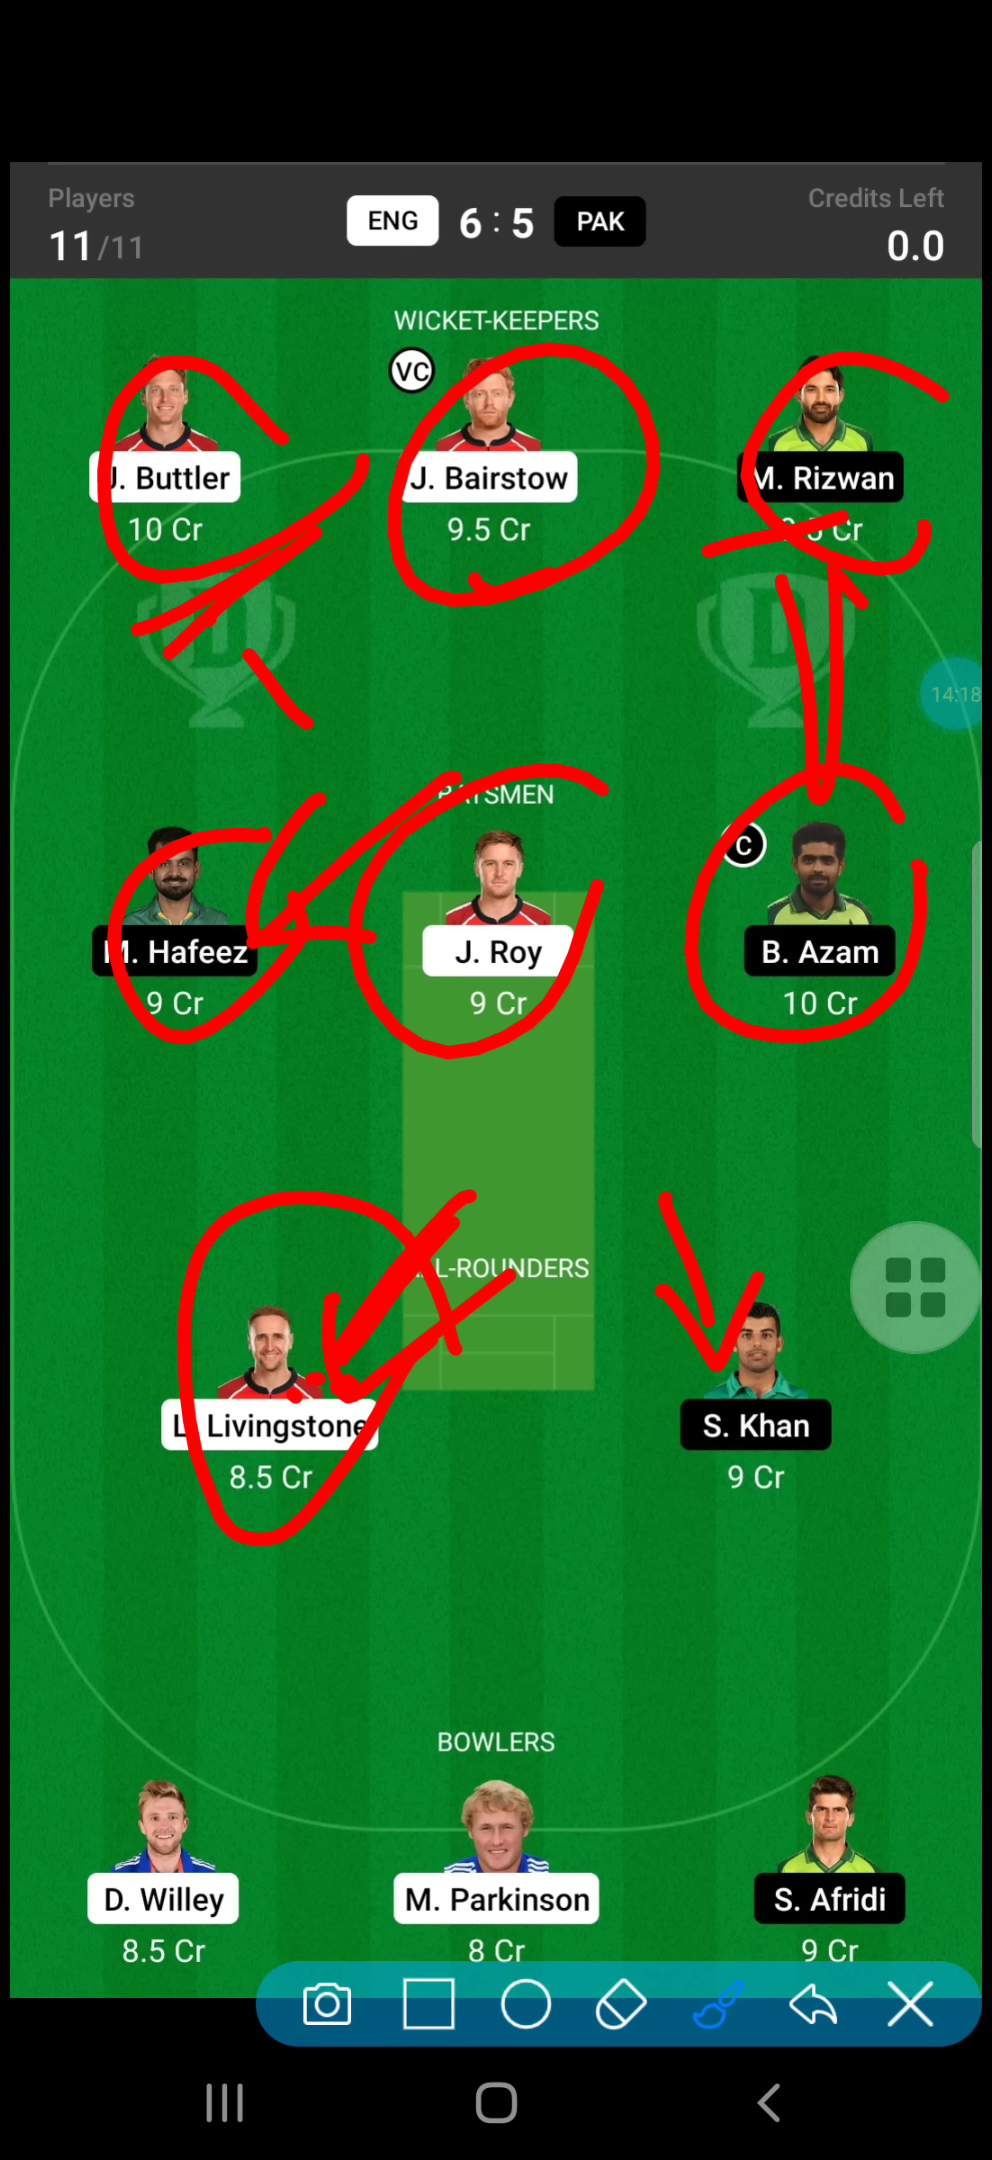 Players
ENG 6 : 5 PAK
Credits Left
11/11
0.0
WICKET-KEEPERS
VC
J. Buttler
J. Bairstow
M. Rizwan
10 Cr
9.5 Cr
Cr
14:18
BATSMEN
C
M. Hafeez
J. Roy
B. Azam
9 Cr
9 Cr
10 Cr
ALL-ROUNDERS
L. Livingstone
S. Khan
8.5 Cr
9 Cr
BOWLERS
D. Willey
M. Parkinson
S. Afridi
8.5 Cr
8 Cr
9 Cr